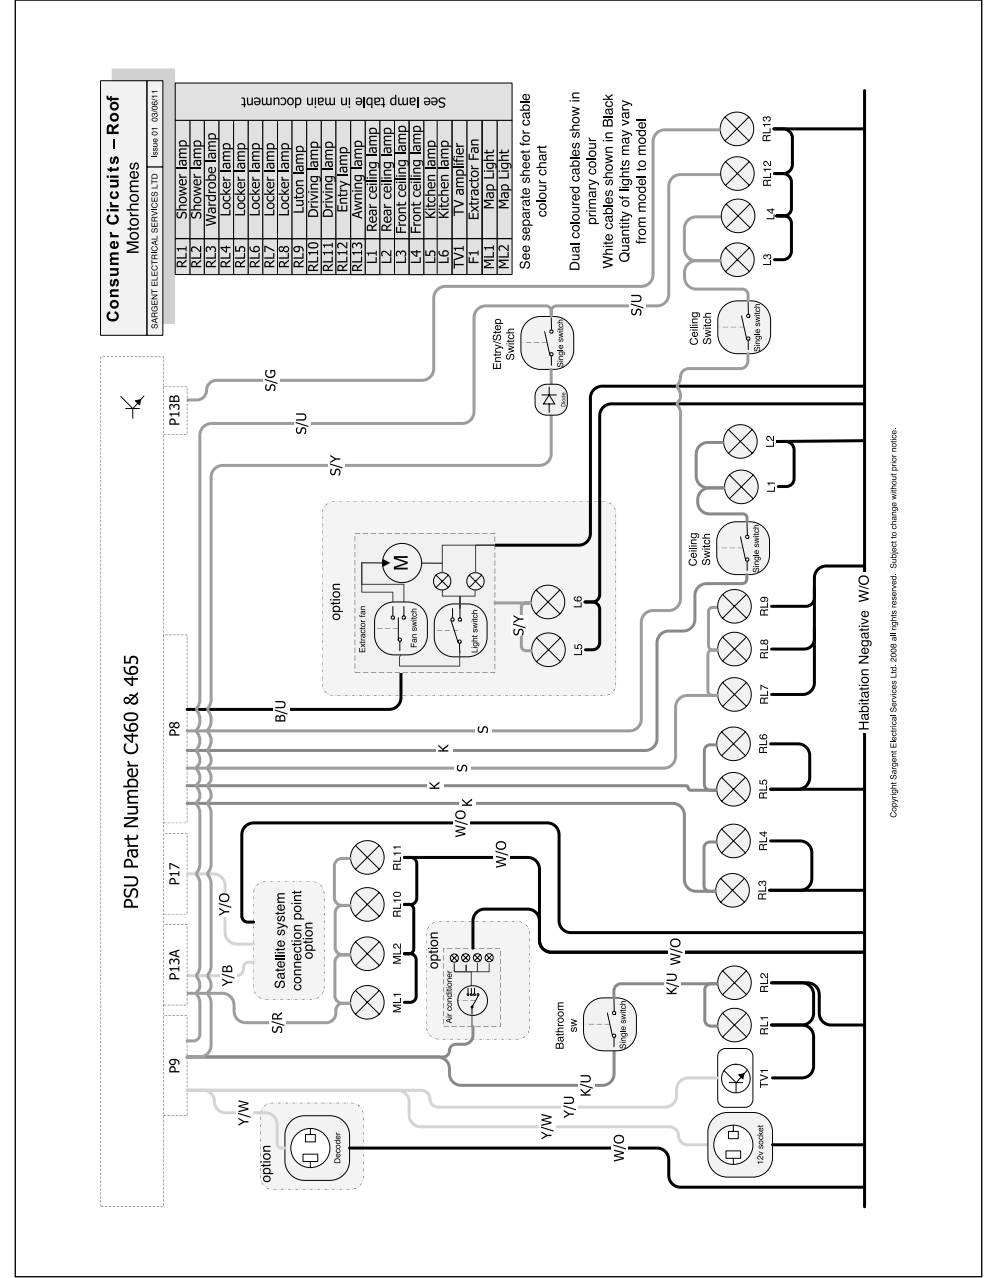 Consumer Circuits – Roof
Motorhomes
SARGENT ELECTRICAL SERVICES LTD
Issue 01 03/06/11
RL1 Shower lamp
RL2 Shower lamp
RL3 Wardrobe lamp
RL4 Locker lamp
RL5 Locker lamp
RL6 Locker lamp
RL7 Locker lamp
RL8 Locker lamp
RL9 Luton lamp
RL10 Driving lamp
RL11 Driving lamp
RL12 Entry lamp
RL13 Awning lamp
L1 Rear ceiling lamp
L2 Rear ceiling lamp
L3 Front ceiling lamp
L4 Front ceiling lamp
L5 Kitchen lamp
L6 Kitchen lamp
TV1 TV amplifier
F1 Extractor Fan
ML1 Map Light
ML2 Map Light
See lamp table in main document
See separate sheet for cable
colour chart
Dual coloured cables show in
primary colour
White cables shown in Black
Quantity of lights may vary
from model to model
PSU Part Number C460 & 465
P9
P13A
P17
P8
P13B
S/G
S/U
S/Y
B/U
S
K
S
K
K
W/O
Y/O
Y/B
S/R
Y/W
option
Decoder
Satellite system
connection point
option
ML1
ML2
RL10
RL11
W/O
option
Air conditioner
option
Extractor fan
M
Fan switch
Light switch
S/Y
L5
L6
Entry/Step
Switch
Single switch
Diode
S/U
Bathroom
sw
Single switch
K/U
K/U
Y/U
Y/W
W/O
W/O
Ceiling
Switch
Single switch
Ceiling
Switch
Single switch
12v socket
TV1
RL1
RL2
RL3
RL4
RL5
RL6
RL7
RL8
RL9
L1
L2
L3
L4
RL12
RL13
Habitation Negative W/O
Copyright Sargent Electrical Services Ltd. 2008 all rights reserved. Subject to change without prior notice.